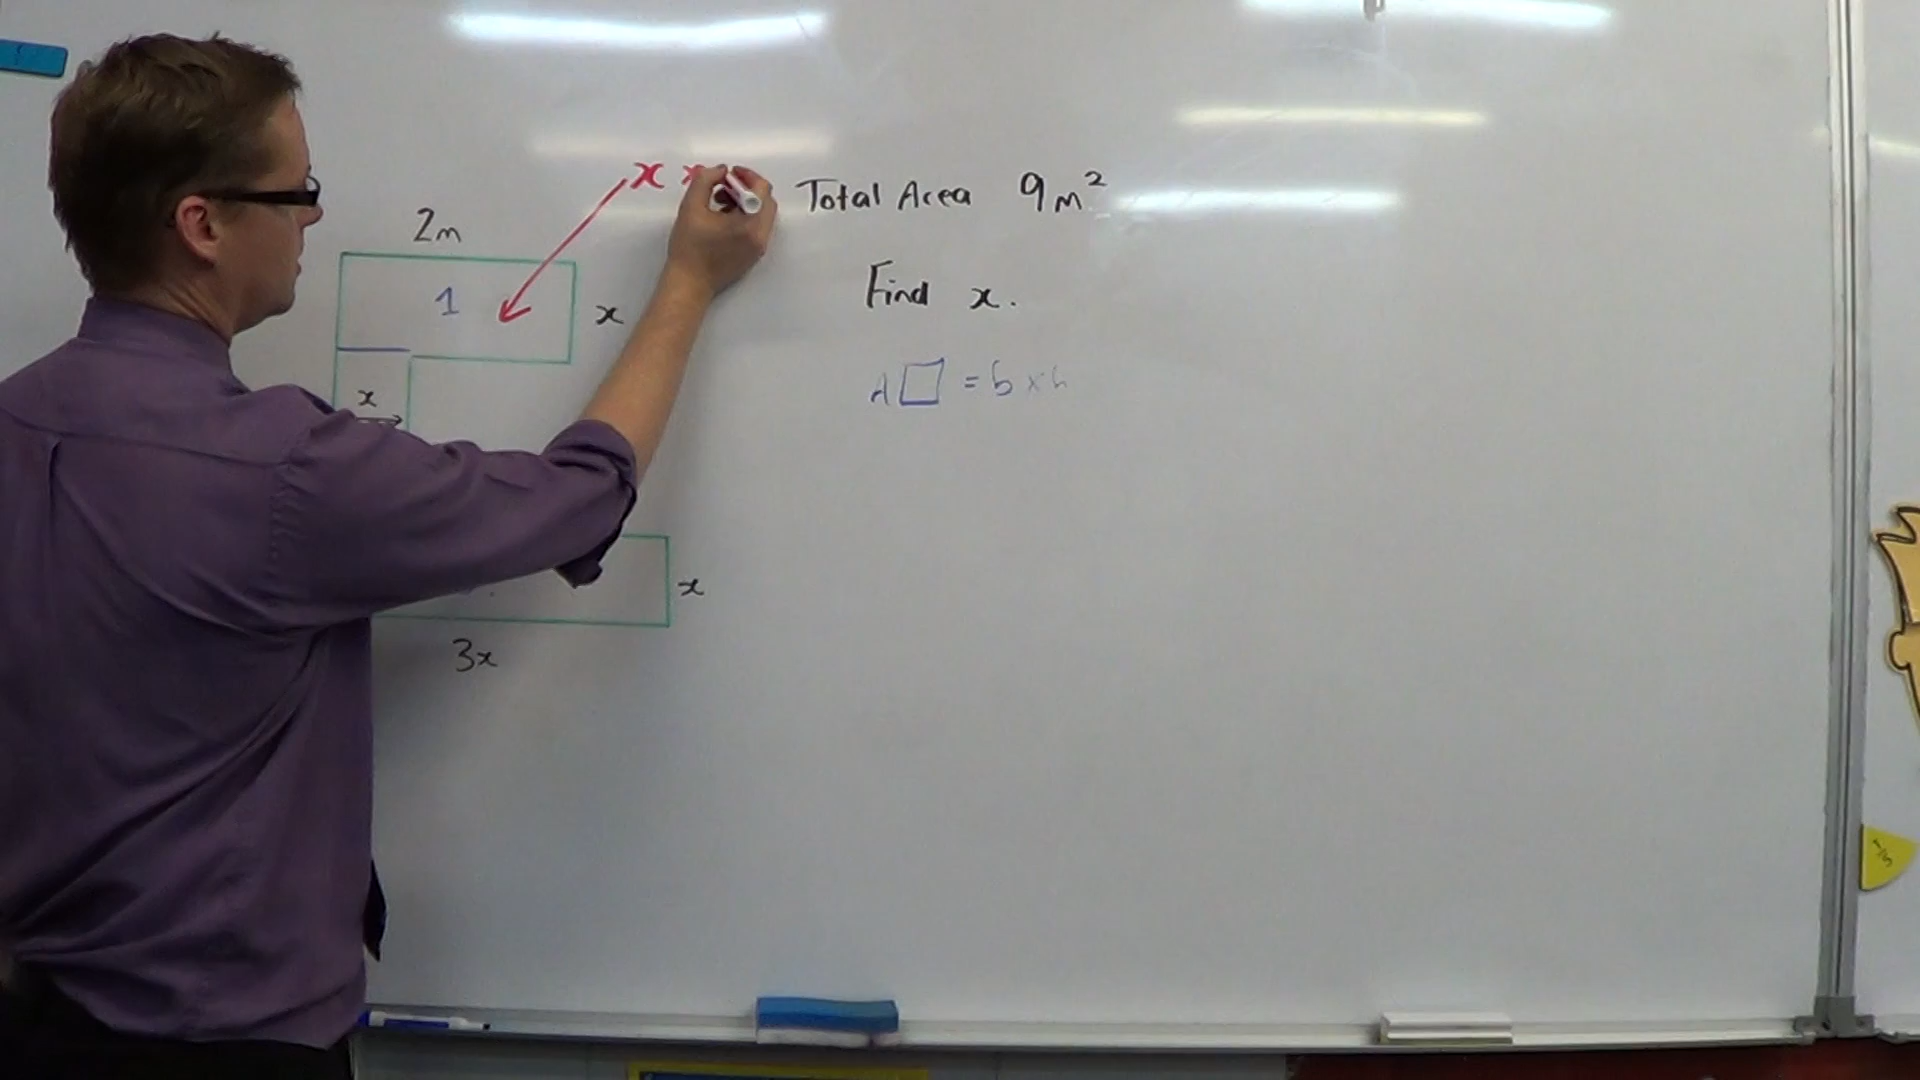 x x
Total Area 9m²
2m
1
x
Find x.
A□ = b x h
x
x
3x